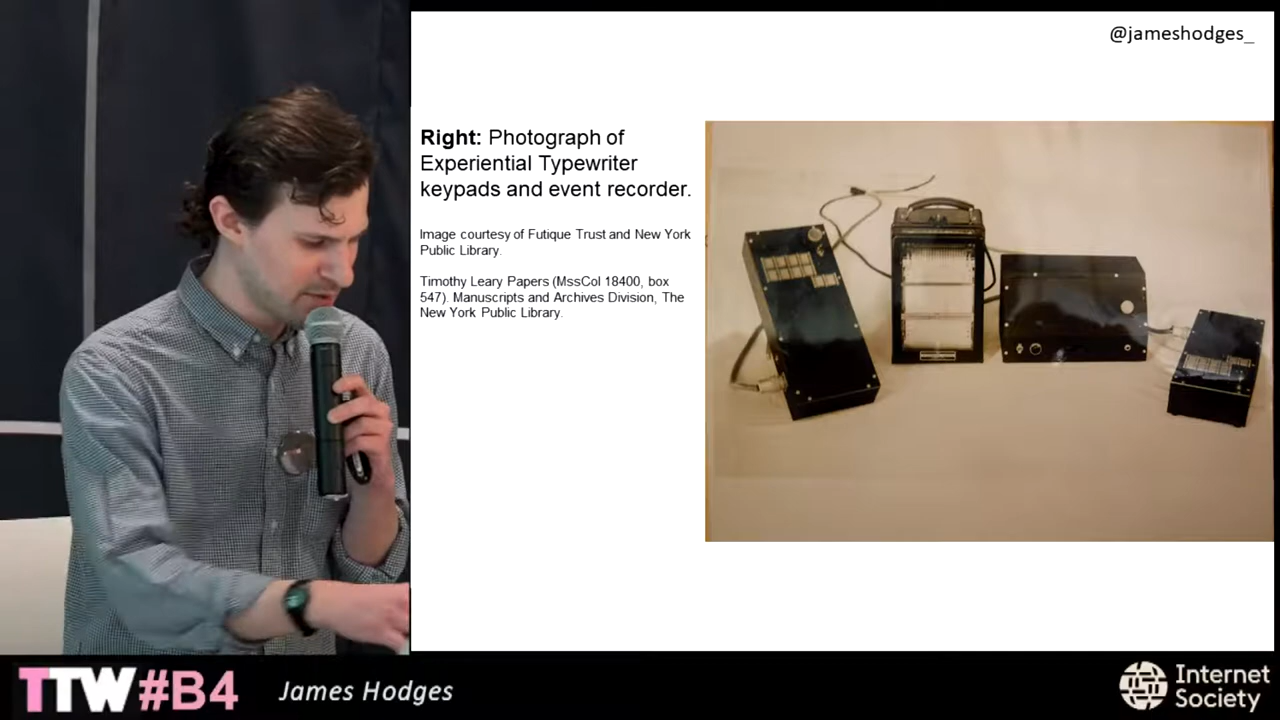 @jameshodges_
Right: Photograph of
Experiential Typewriter
keypads and event recorder.
Image courtesy of Futique Trust and New York
Public Library.
Timothy Leary Papers (MssCol 18400, box
547). Manuscripts and Archives Division, The
New York Public Library.
TTW#B4
James Hodges
Internet
Society